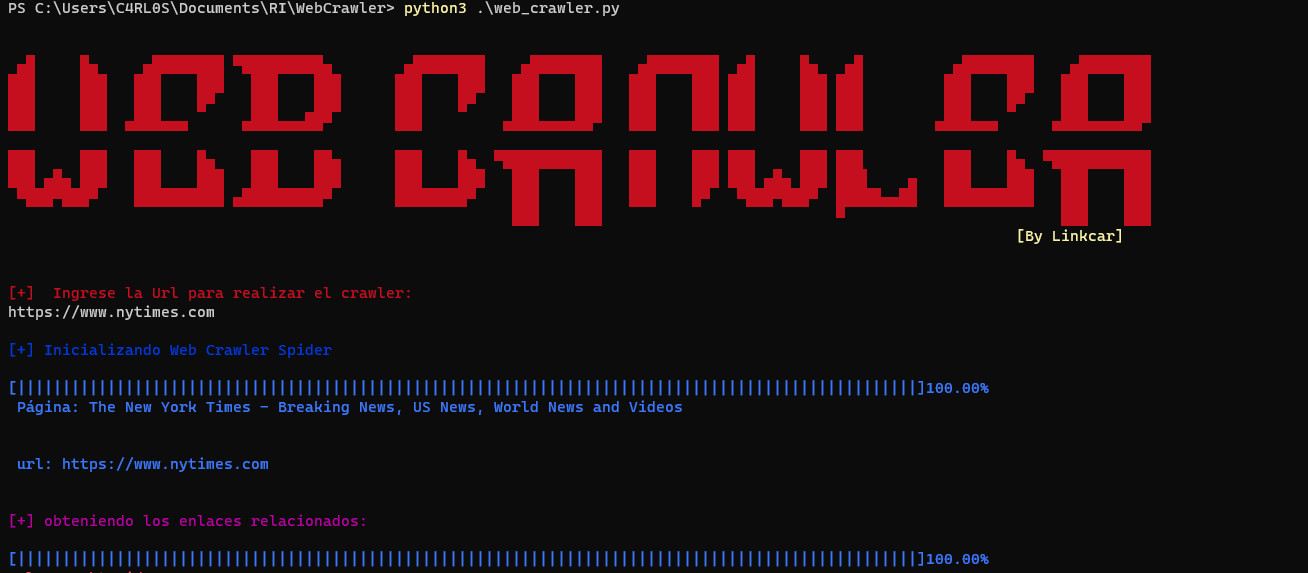 PS C:\Users\C4RL0S\Documents\RI\WebCrawler> python3 .\web_crawler.py
WEB CRAWLER
[By Linkcar]
[+]  Ingrese la Url para realizar el crawler:
https://www.nytimes.com
[+] Inicializando Web Crawler Spider
[||||||||||||||||||||||||||||||||||||||||||||||||||||||||||||||||||||||||||||||||||||||||||||||||||||]100.00%
Página: The New York Times - Breaking News, US News, World News and Videos
url: https://www.nytimes.com
[+] obteniendo los enlaces relacionados:
[||||||||||||||||||||||||||||||||||||||||||||||||||||||||||||||||||||||||||||||||||||||||||||||||||||]100.00%